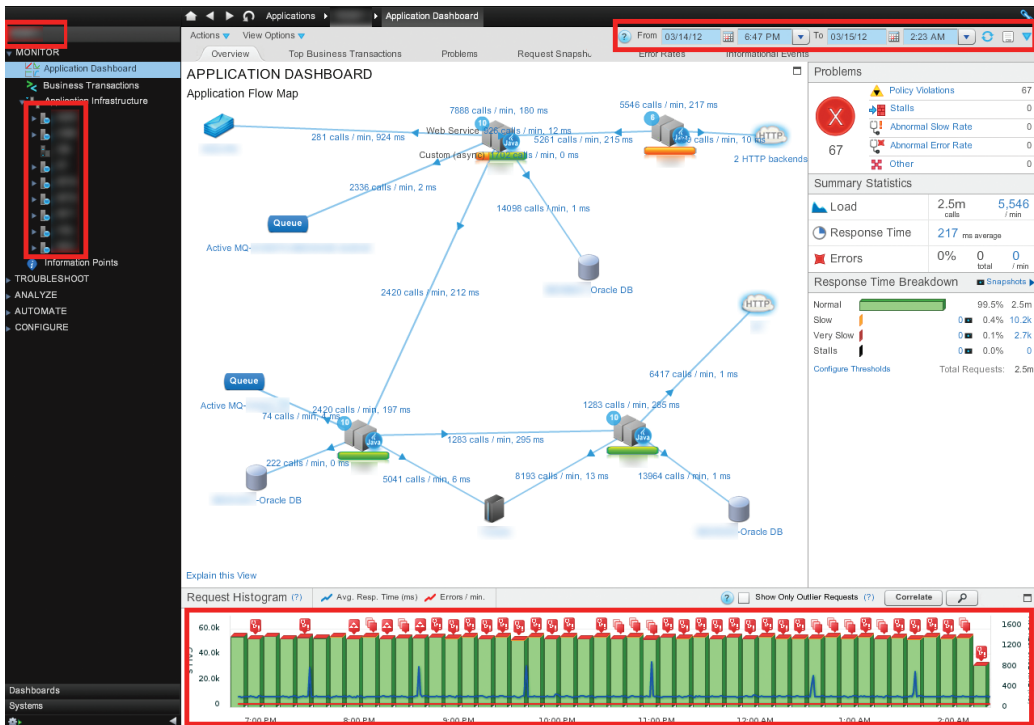 Applications
Application Dashboard
Actions
View Options
From 03/14/12 6:47 PM To 03/15/12 2:23 AM
MONITOR
Application Dashboard
Business Transactions
Application Infrastructure
Information Points
TROUBLESHOOT
ANALYZE
AUTOMATE
CONFIGURE
Dashboards
Systems
Overview
Top Business Transactions
Problems
Request Snapshu
Error Rates
Informational Events
APPLICATION DASHBOARD
Application Flow Map
7888 calls / min, 180 ms
5546 calls / min, 217 ms
10
6
281 calls / min, 924 ms
Web Service
calls / min, 12 ms
5261 calls / min, 215 ms
Java
Java
HTTP
calls / min, 10 ms
Custom (async)
calls / min, 0 ms
2 HTTP backends
2336 calls / min, 2 ms
14098 calls / min, 1 ms
Queue
Active MQ-
Oracle DB
2420 calls / min, 212 ms
HTTP
6417 calls / min, 1 ms
Queue
Active MQ-
2420 calls / min, 197 ms
74 calls / min, 4 ms
10
Java
1283 calls / min, 285 ms
10
Java
1283 calls / min, 295 ms
222 calls / min, 0 ms
5041 calls / min, 6 ms
8193 calls / min, 13 ms
13964 calls / min, 1 ms
-Oracle DB
-Oracle DB
Explain this View
Problems
67
Policy Violations 67
Stalls 0
Abnormal Slow Rate 0
Abnormal Error Rate 0
Other 0
Summary Statistics
Load 2.5m calls 5,546 / min
Response Time 217 ms average
Errors 0% 0 total 0 / min
Response Time Breakdown Snapshots
Normal 99.5% 2.5m
Slow 0 0.4% 10.2k
Very Slow 0 0.1% 2.7k
Stalls 0 0.0% 0
Configure Thresholds Total Requests: 2.5m
Request Histogram (?) Avg. Resp. Time (ms) Errors / min.
Show Only Outlier Requests (?) Correlate
60.0k
40.0k
20.0k
0
1600
1200
800
400
0
7:00 PM 8:00 PM 9:00 PM 10:00 PM 11:00 PM 12:00 AM 1:00 AM 2:00 AM